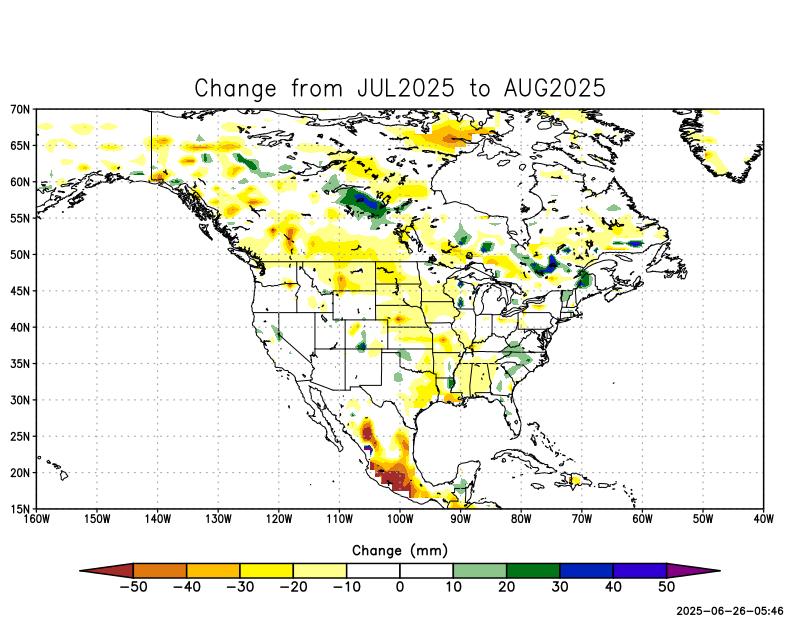 Change from JUL2025 to AUG2025
70N
65N
60N
55N
50N
45N
40N
35N
30N
25N
20N
15N
160W 150W 140W 130W 120W 110W 100W 90W 80W 70W 60W 50W 40W
Change (mm)
−50 −40 −30 −20 −10 0 10 20 30 40 50
2025-06-26-05:46